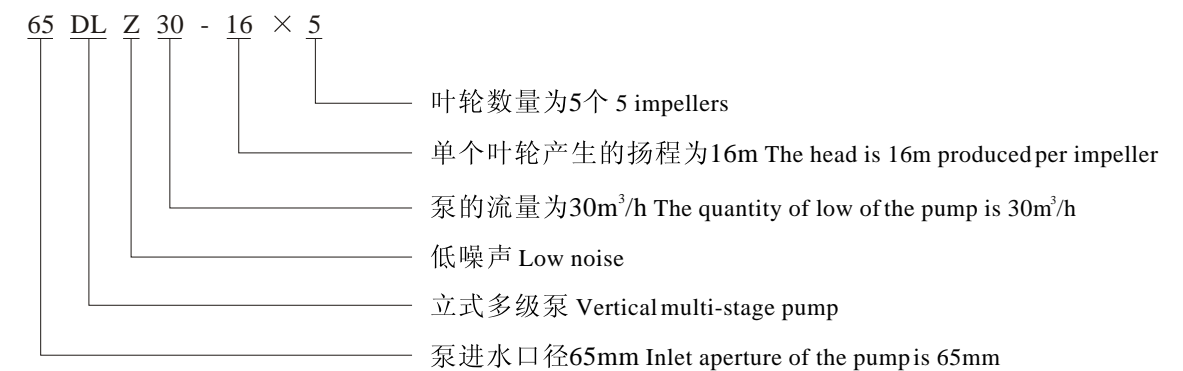 65 DL Z 30 - 16 × 5
叶轮数量为5个 5 impellers
单个叶轮产生的扬程为16m The head is 16m produced per impeller
泵的流量为30m³/h The quantity of low of the pump is 30m³/h
低噪声 Low noise
立式多级泵 Vertical multi-stage pump
泵进水口径65mm Inlet aperture of the pump is 65mm